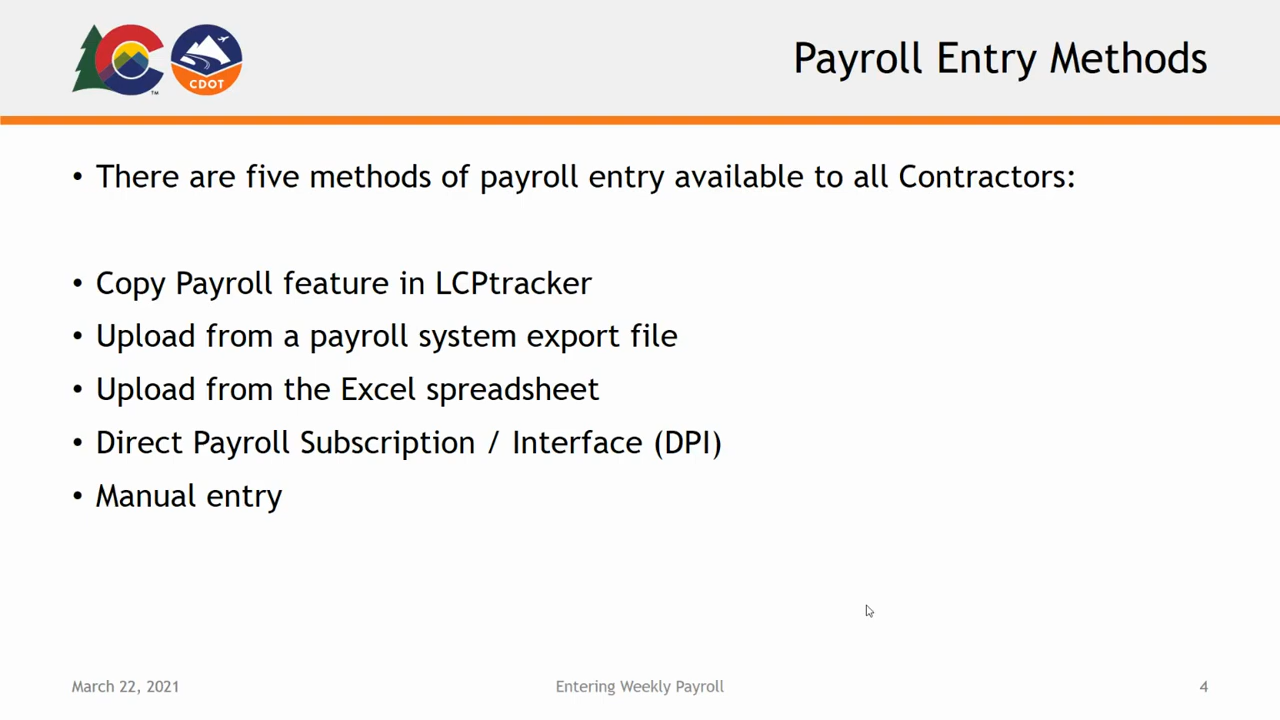 CDOT
TM
Payroll Entry Methods
• There are five methods of payroll entry available to all Contractors:
• Copy Payroll feature in LCPtracker
• Upload from a payroll system export file
• Upload from the Excel spreadsheet
• Direct Payroll Subscription / Interface (DPI)
• Manual entry
March 22, 2021
Entering Weekly Payroll
4